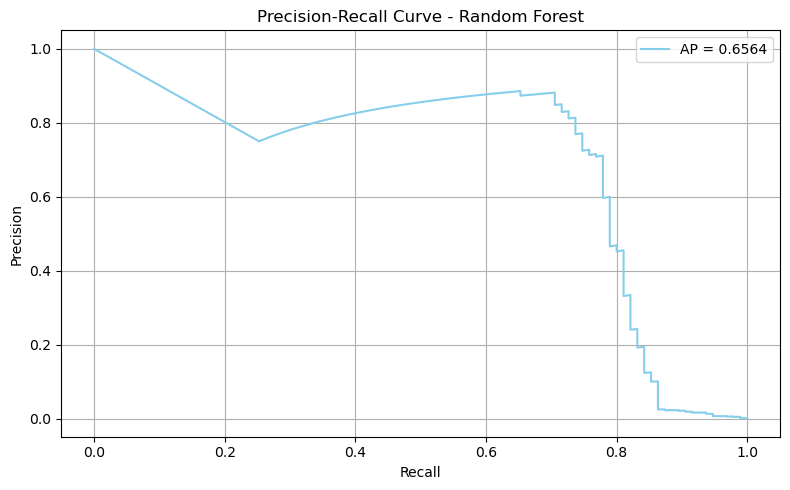 Precision-Recall Curve - Random Forest
AP = 0.6564
1.0
0.8
0.6
0.4
0.2
0.0
Precision
0.0 0.2 0.4 0.6 0.8 1.0
Recall